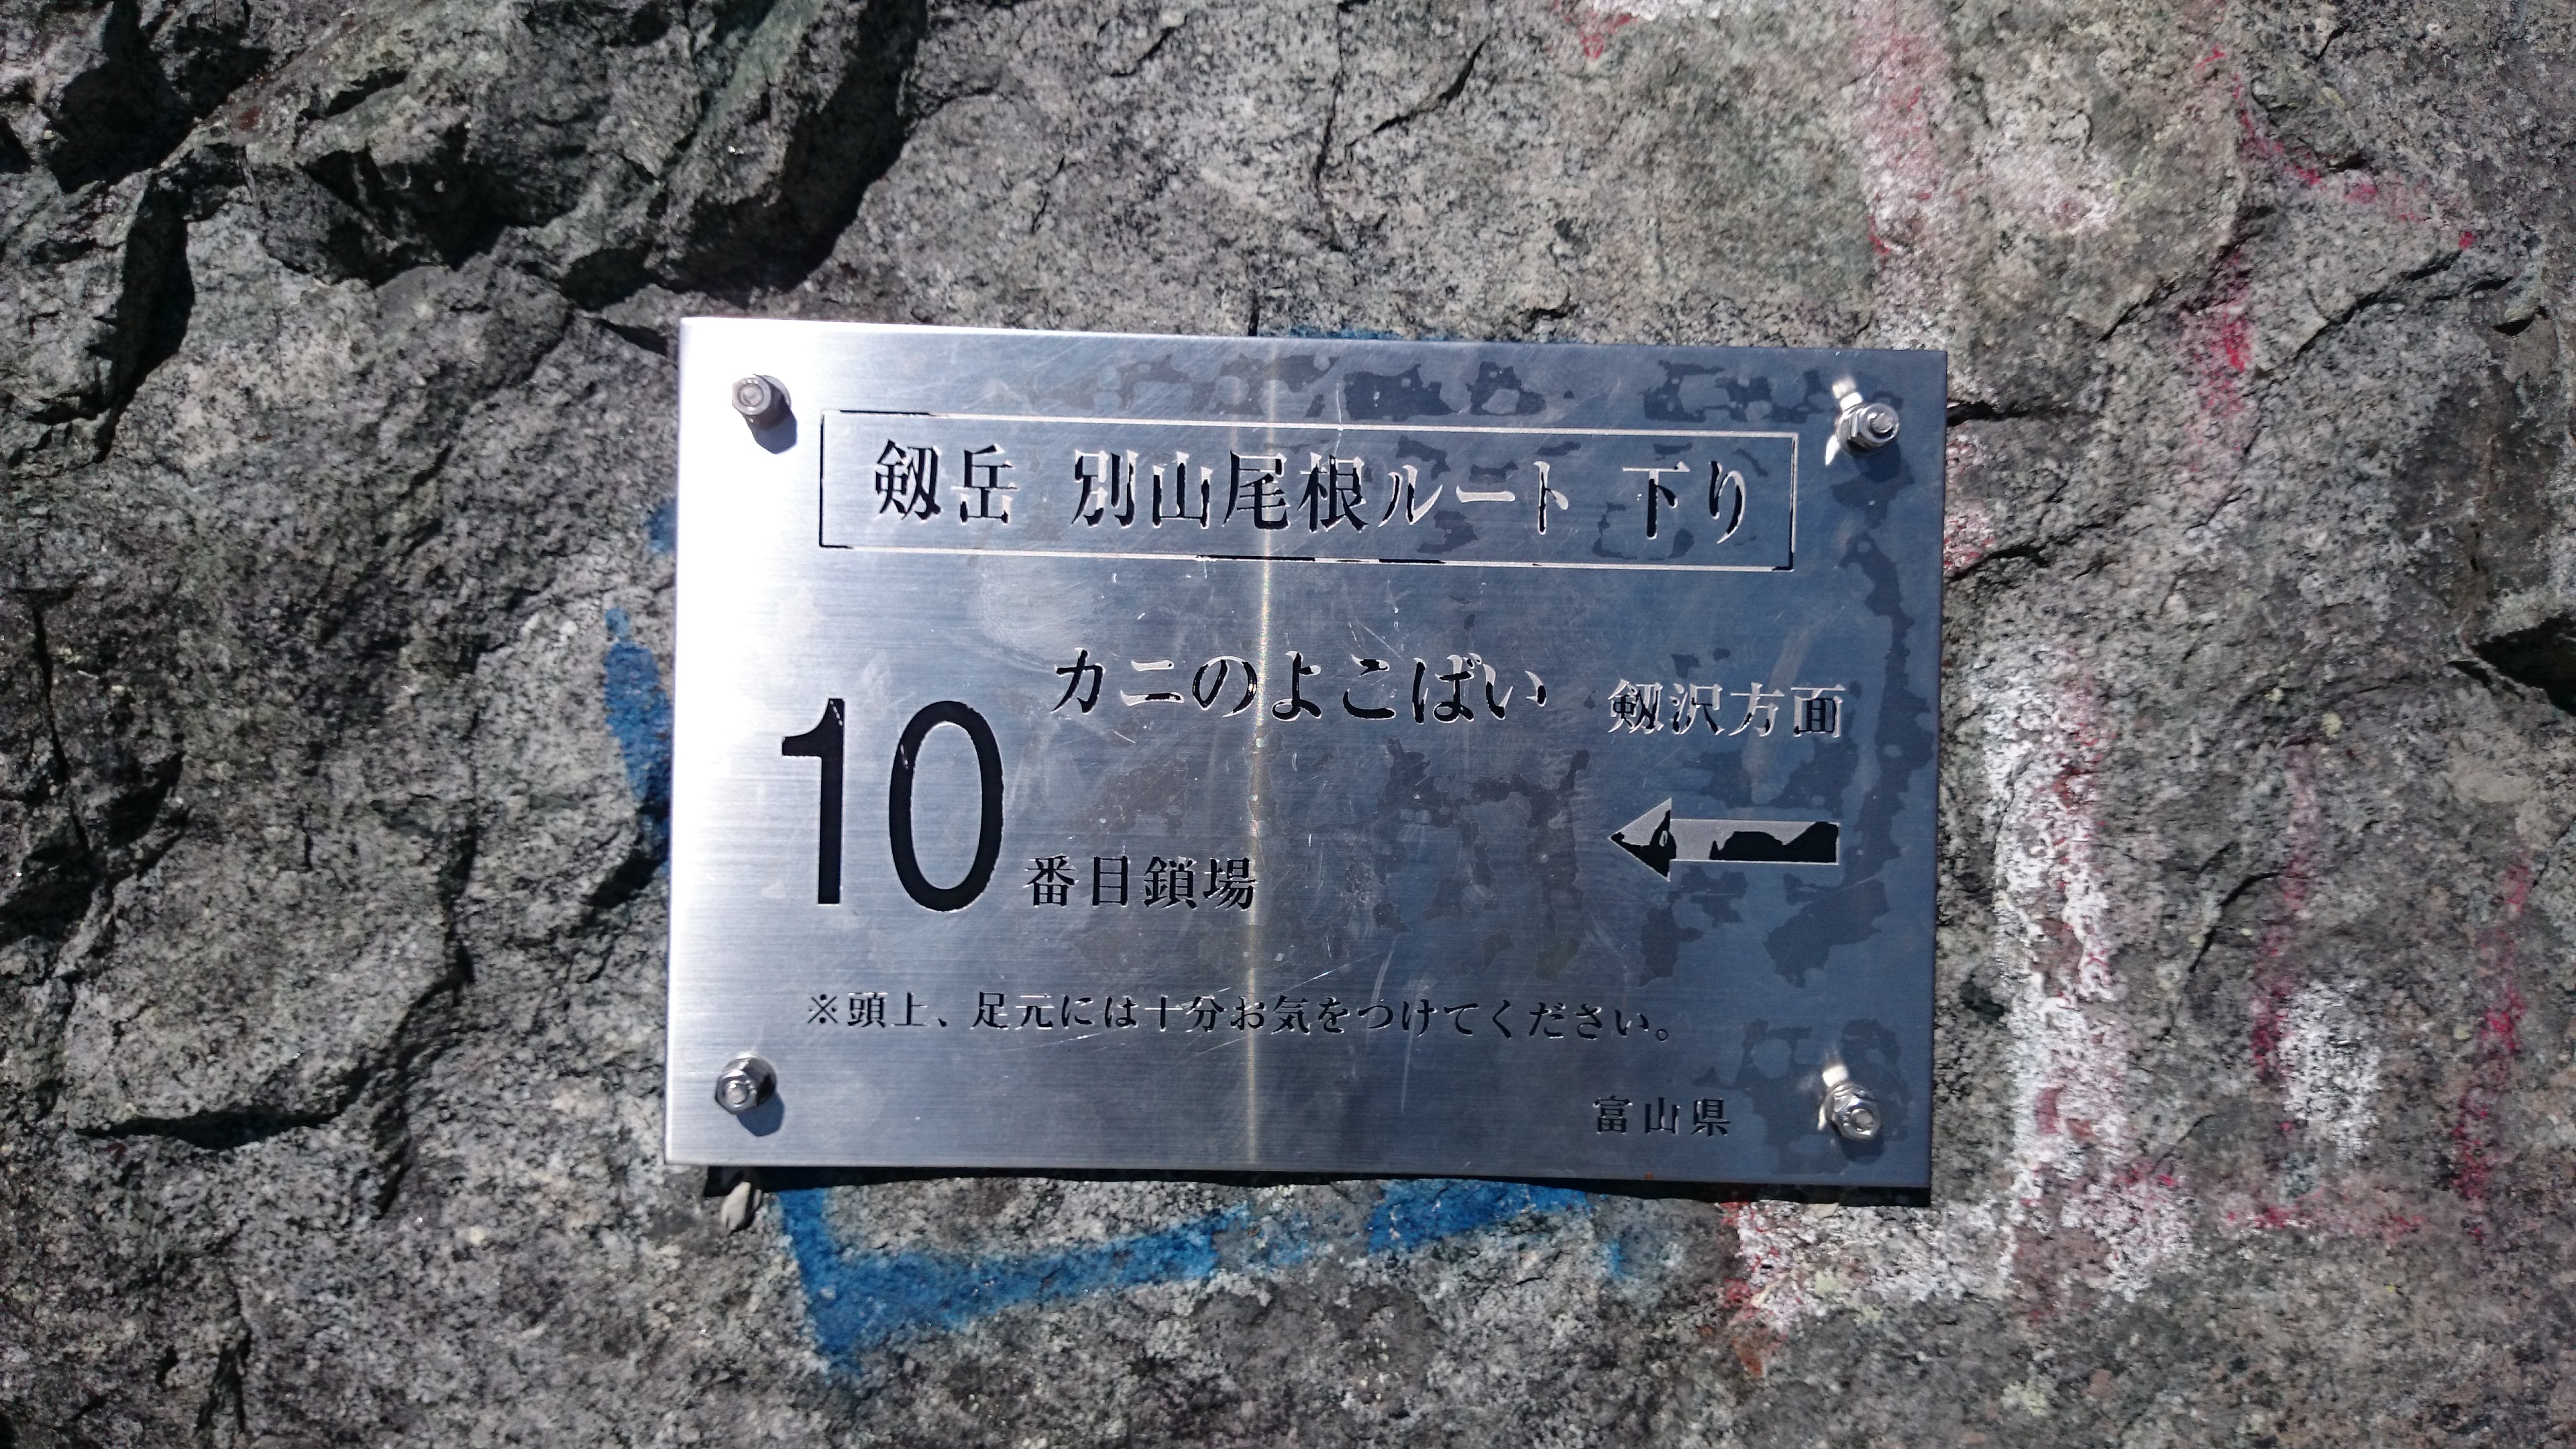 剱岳 別山尾根ルート 下り
カニのよこばい
剱沢方面
10番目鎖場
※頭上、足元には十分お気をつけてください。
富山県